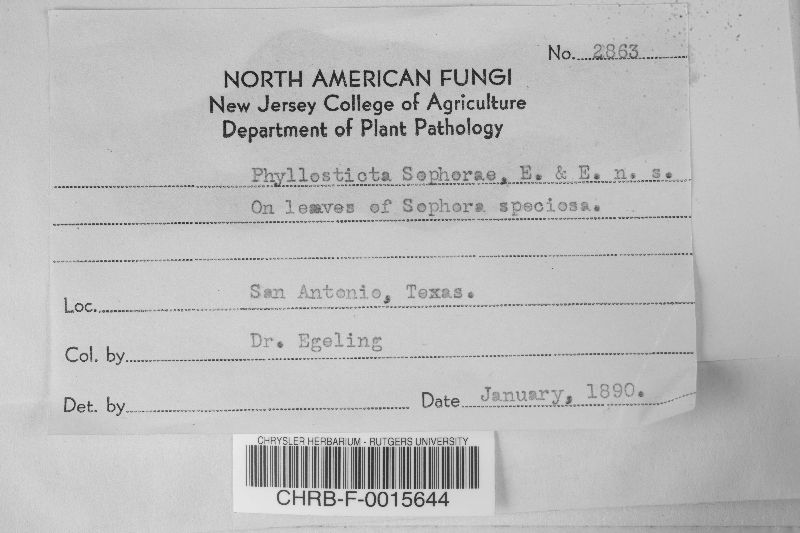 No. 2863
NORTH AMERICAN FUNGI
New Jersey College of Agriculture
Department of Plant Pathology
Phyllosticta Sophorae, E. & E. n. s.
On leaves of Sophora speciosa.
Loc. San Antonio, Texas.
Col. by Dr. Egeling
Det. by Date January, 1890.
CHRYSLER HERBARIUM - RUTGERS UNIVERSITY
CHRB-F-0015644